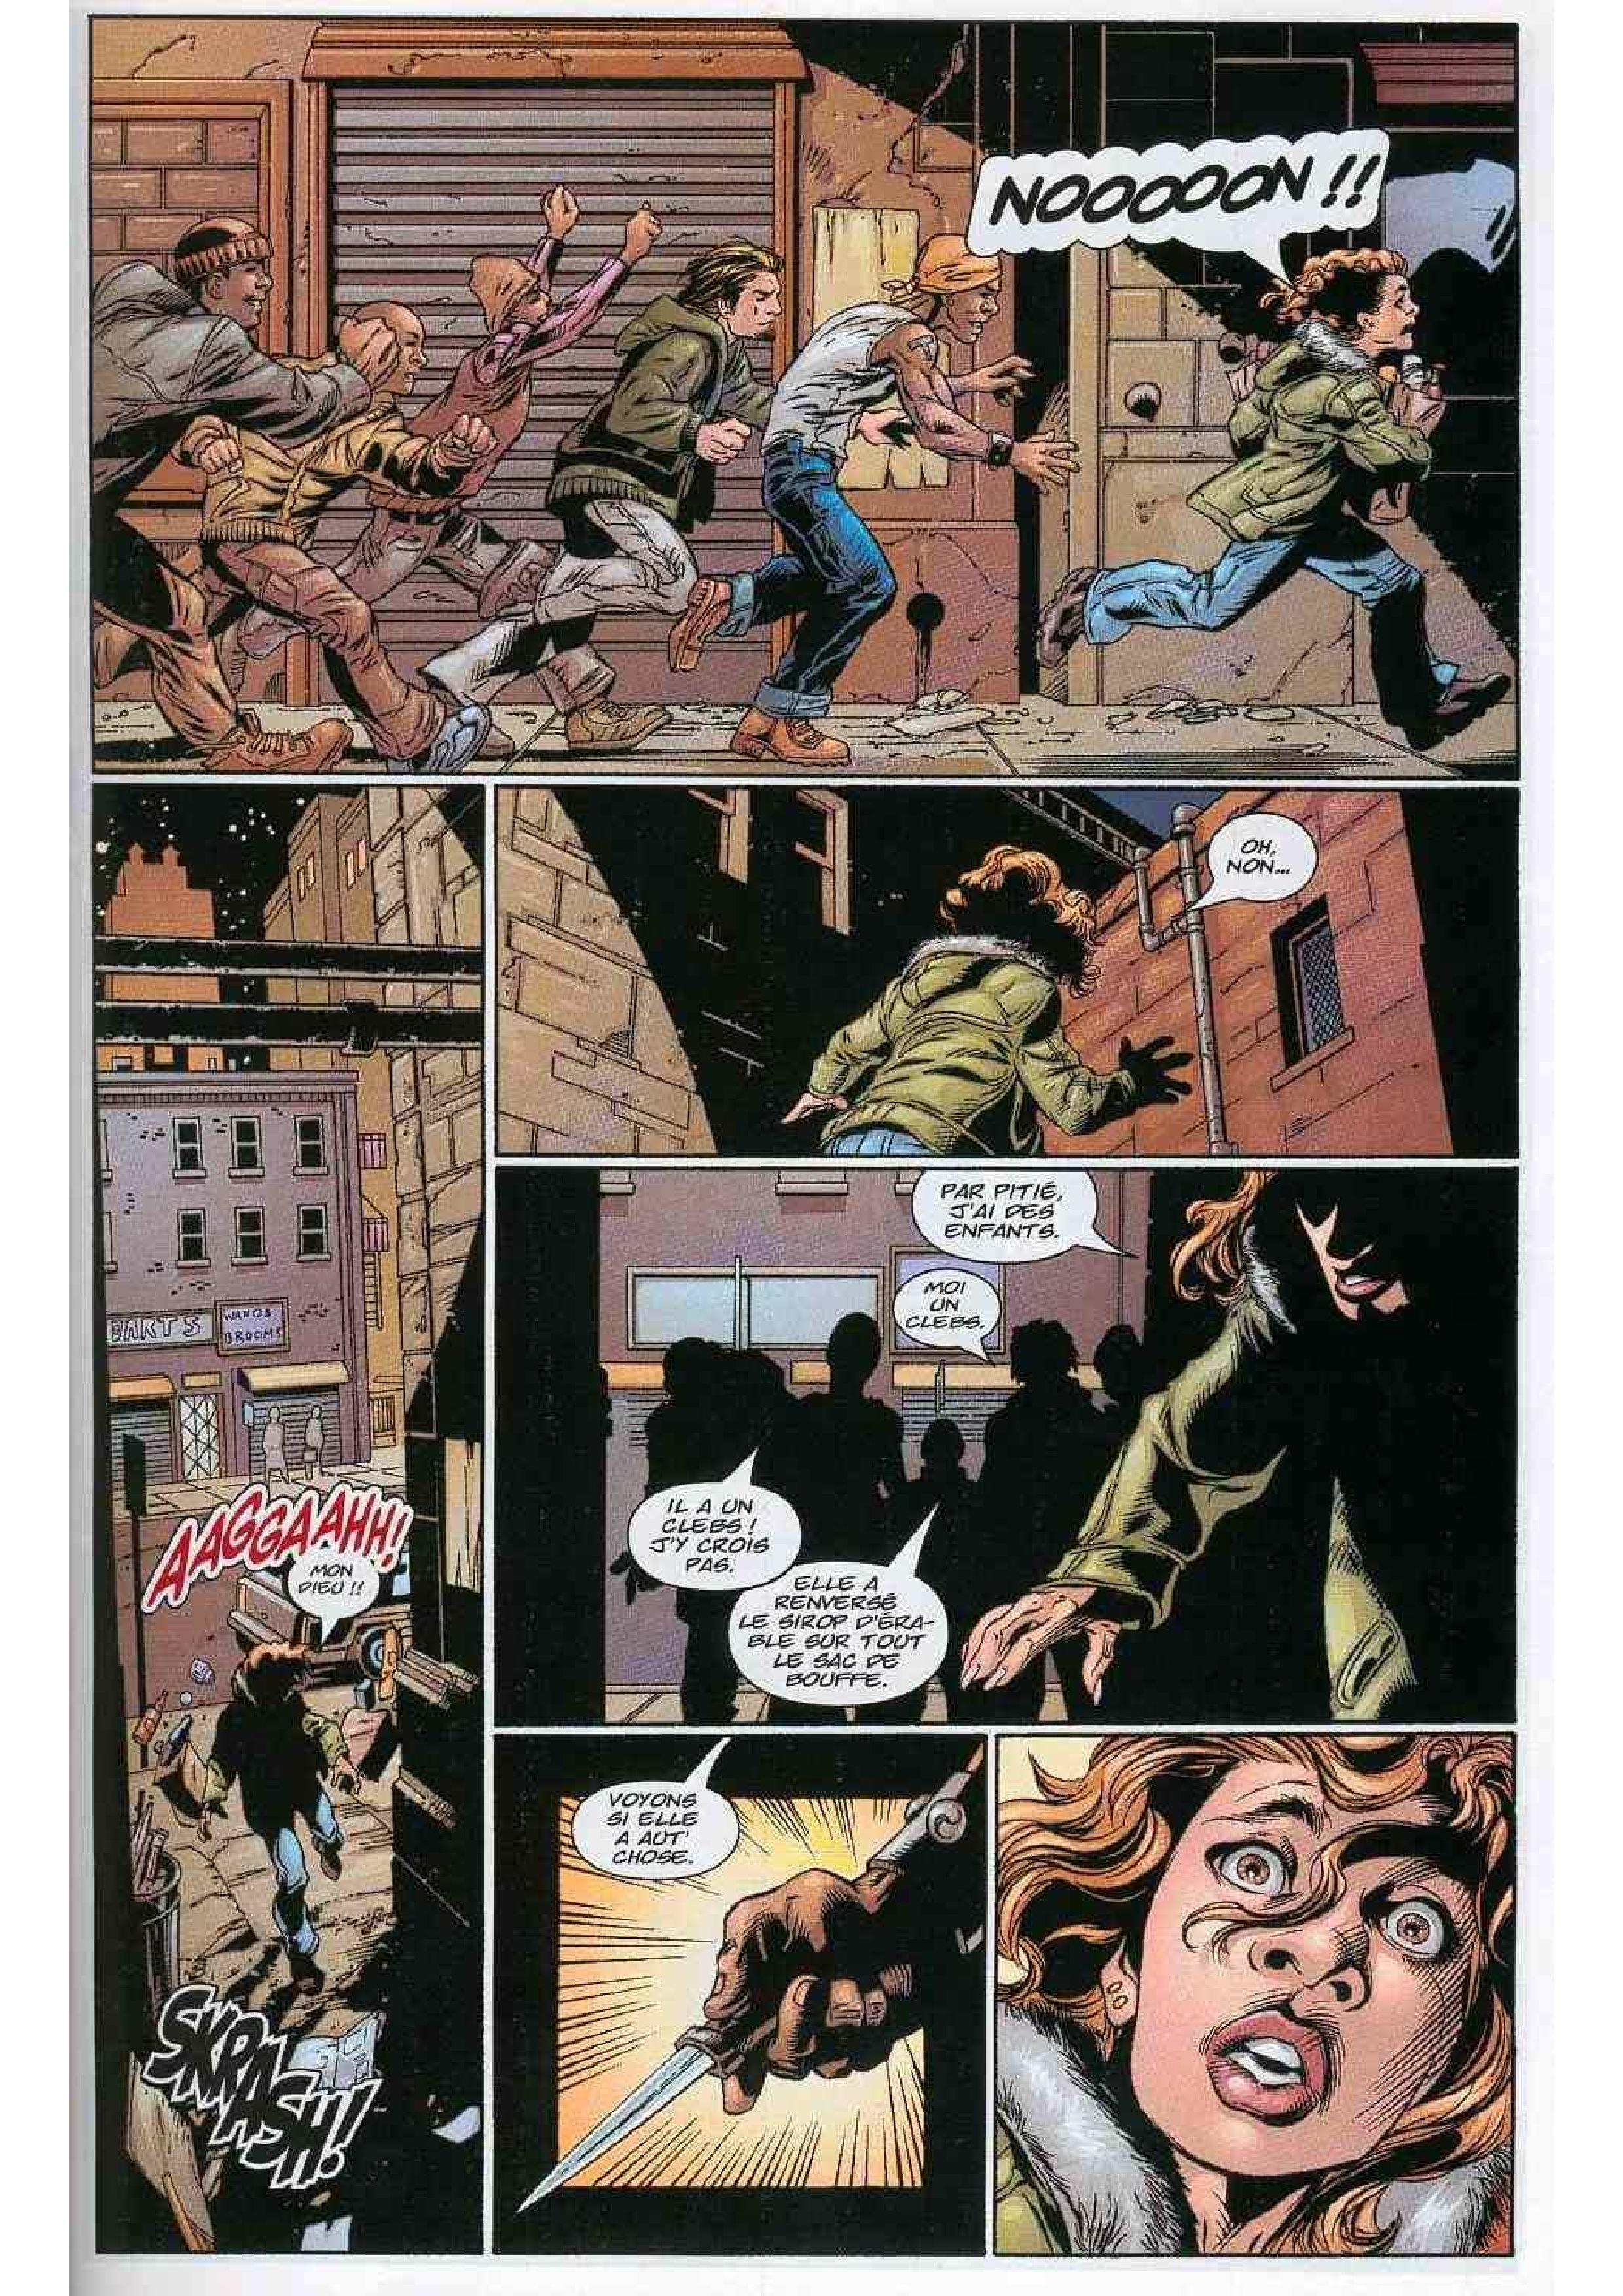 NOOOOON !!
AAGGAAHH!
MON
DIEU !!
SKRASH!
WANDS
BROOMS
OH,
NON...
PAR PITIÉ,
J'AI DES
ENFANTS.
MOI
UN
CLEBS.
IL A UN
CLEBS !
J'Y CROIS
PAS.
ELLE A
RENVERSÉ
LE SIROP D'ÉRA-
BLE SUR TOUT
LE SAC DE
BOUFFE.
VOYONS
SI ELLE
A AUT'
CHOSE.